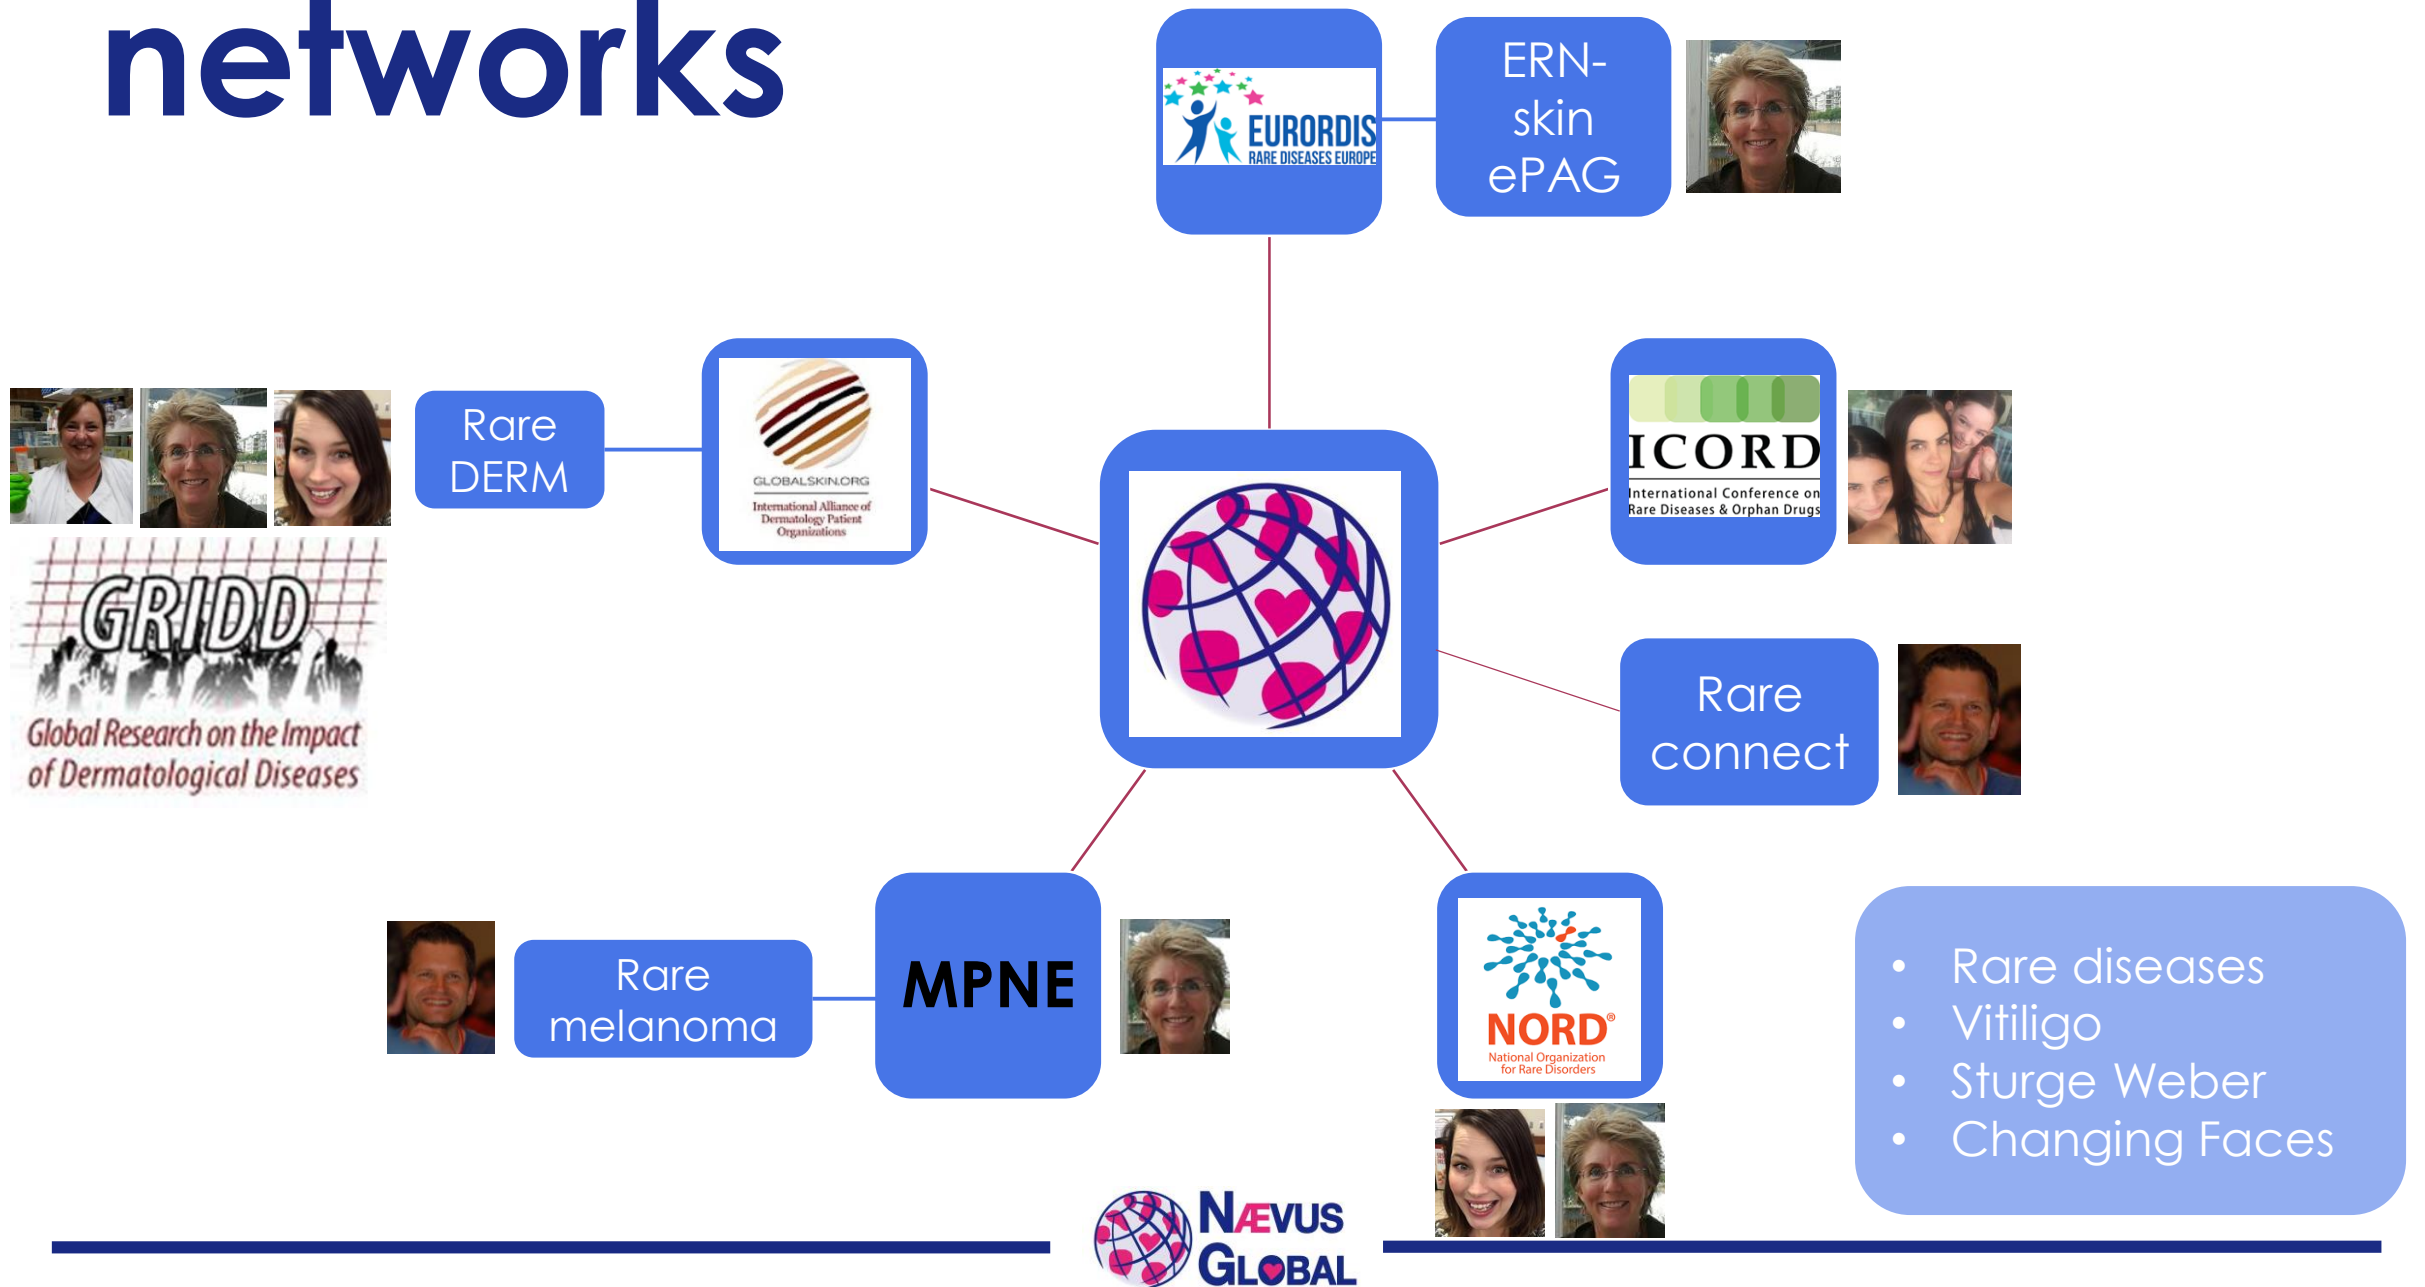 networks
EURORDIS
RARE DISEASES EUROPE
ERN-
skin
ePAG
Rare
DERM
GLOBALSKIN.ORG
International Alliance of
Dermatology Patient
Organizations
ICORD
International Conference on
Rare Diseases & Orphan Drugs
GRIDD
Global Research on the Impact
of Dermatological Diseases
Rare
connect
Rare
melanoma
MPNE
NORD®
National Organization
for Rare Disorders
• Rare diseases
• Vitiligo
• Sturge Weber
• Changing Faces
NÆVUS
GLOBAL